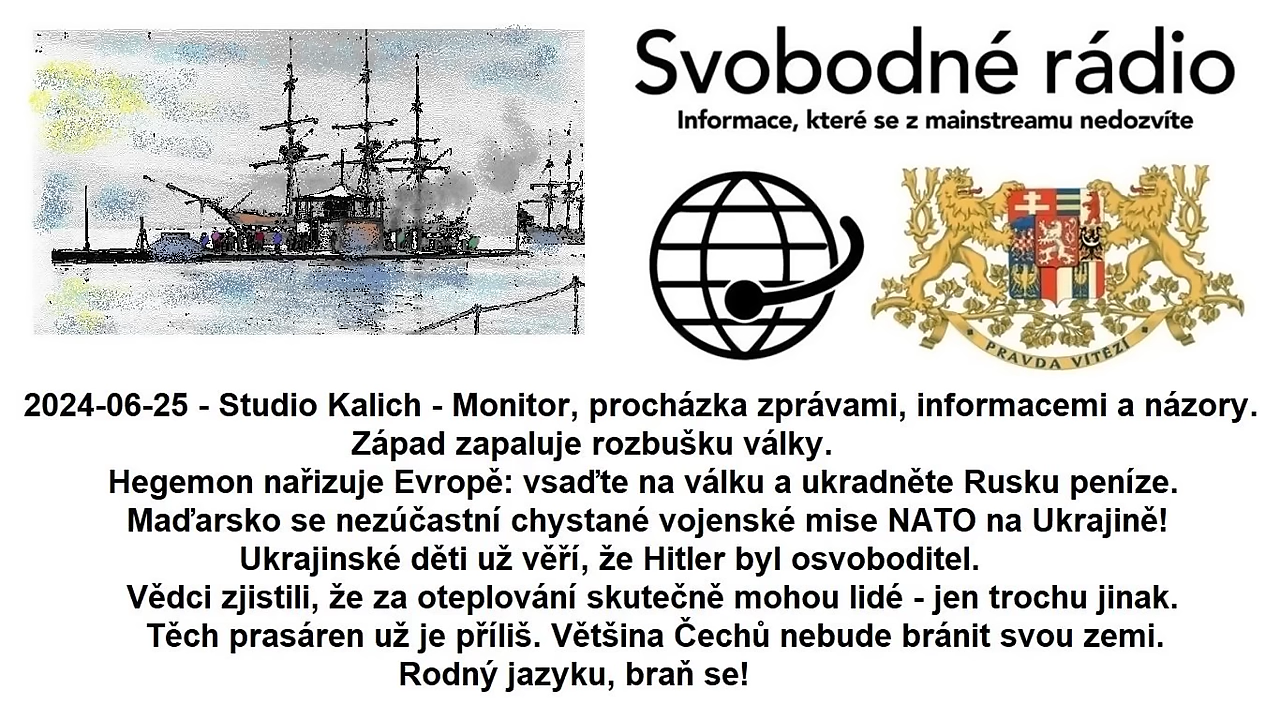 Svobodné rádio
Informace, které se z mainstreamu nedozvíte
PRAVDA VÍTĚZÍ
2024-06-25 - Studio Kalich - Monitor, procházka zprávami, informacemi a názory.
Západ zapaluje rozbušku války.
Hegemon nařizuje Evropě: vsaďte na válku a ukradněte Rusku peníze.
Maďarsko se nezúčastní chystané vojenské mise NATO na Ukrajině!
Ukrajinské děti už věří, že Hitler byl osvoboditel.
Vědci zjistili, že za oteplování skutečně mohou lidé - jen trochu jinak.
Těch prasáren už je příliš. Většina Čechů nebude bránit svou zemi.
Rodný jazyku, braň se!